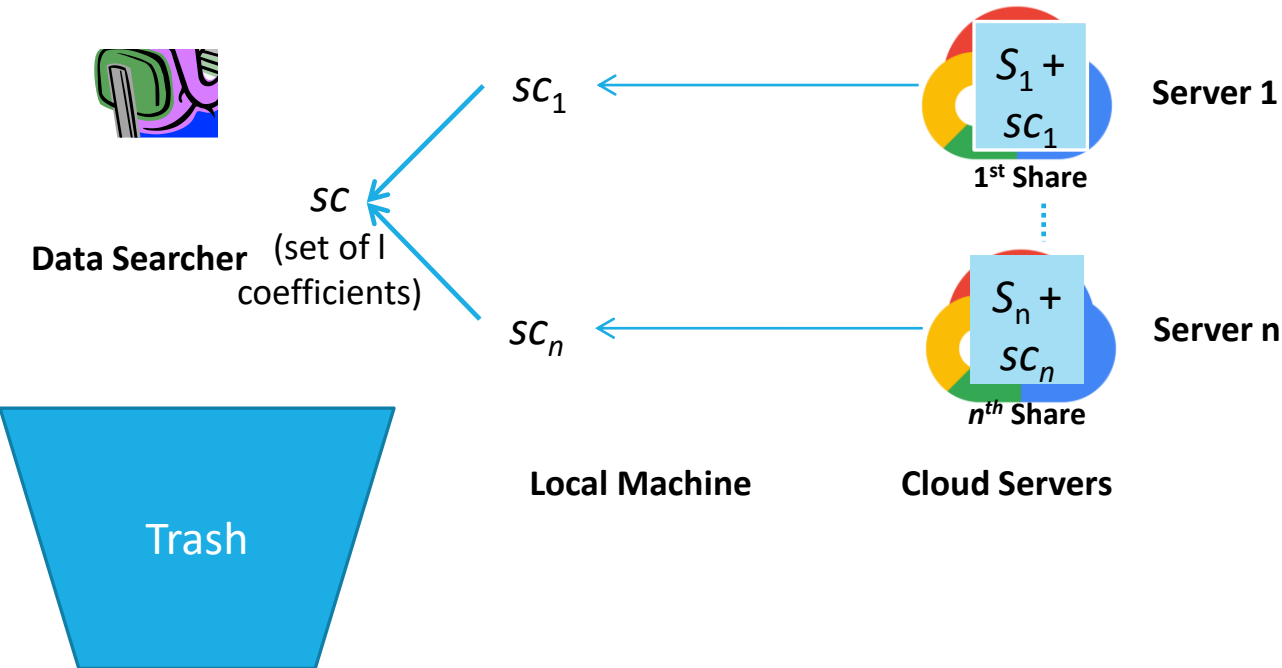 sc₁
S₁ +
sc₁
Server 1
1ˢᵗ Share
sc
(set of l
coefficients)
Data Searcher
scₙ
Sₙ +
scₙ
Server n
nᵗʰ Share
Local Machine
Cloud Servers
Trash